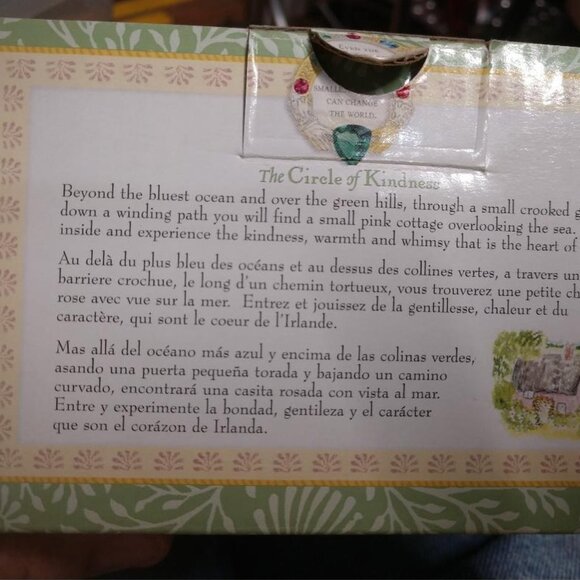 EVEN THE
SMALLE
CAN CHANGE
THE WORLD.
The Circle of Kindness
Beyond the bluest ocean and over the green hills, through a small crooked g
down a winding path you will find a small pink cottage overlooking the sea.
inside and experience the kindness, warmth and whimsy that is the heart of
Au delà du plus bleu des océans et au dessus des collines vertes, a travers un
barriere crochue, le long d'un chemin tortueux, vous trouverez une petite ch
rose avec vue sur la mer. Entrez et jouissez de la gentillesse, chaleur et du
caractère, qui sont le coeur de l'Irlande.
Mas allá del océano más azul y encima de las colinas verdes,
asando una puerta pequeña torada y bajando un camino
curvado, encontrará una casita rosada con vista al mar.
Entre y experimente la bondad, gentileza y el carácter
que son el corázon de Irlanda.